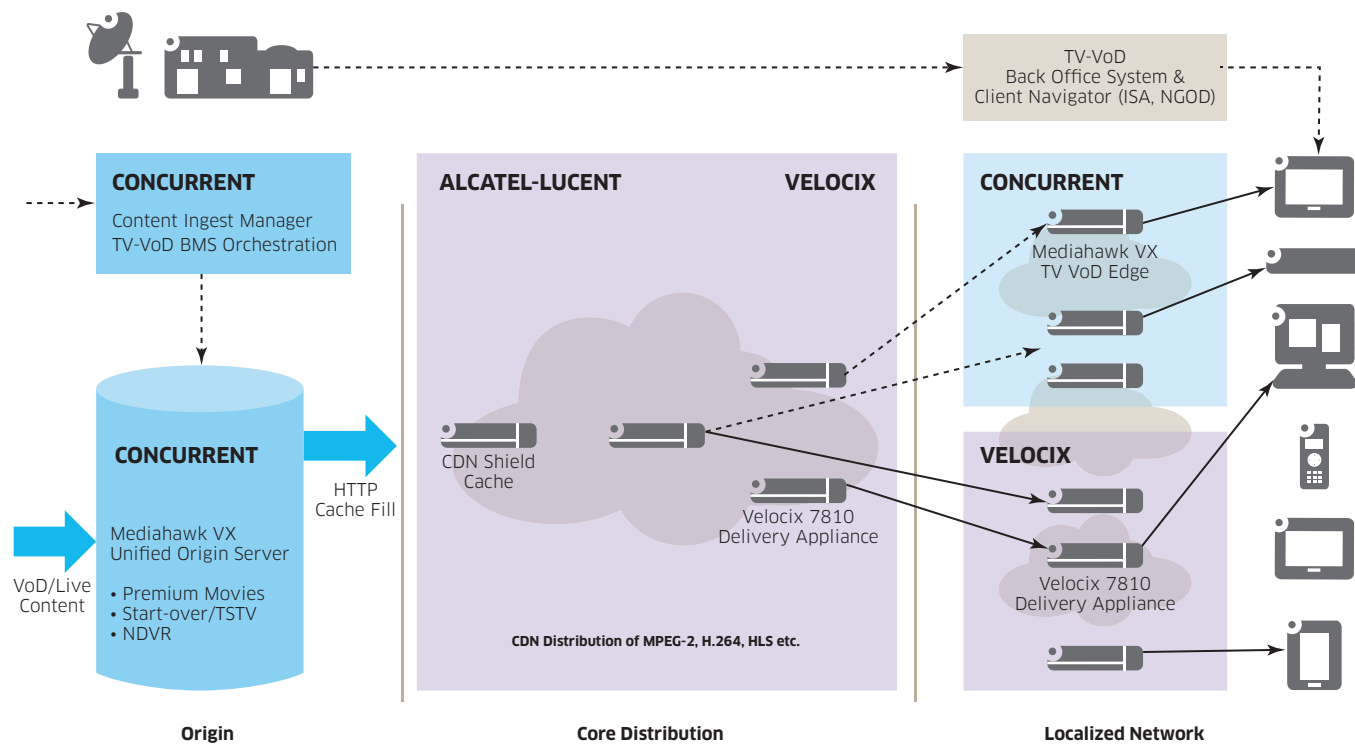 TV-VoD
Back Office System &
Client Navigator (ISA, NGOD)
CONCURRENT
Content Ingest Manager
TV-VoD BMS Orchestration
CONCURRENT
Mediahawk VX
Unified Origin Server
• Premium Movies
• Start-over/TSTV
• NDVR
VoD/Live
Content
HTTP
Cache Fill
ALCATEL-LUCENT
VELOCIX
CDN Shield
Cache
Velocix 7810
Delivery Appliance
CDN Distribution of MPEG-2, H.264, HLS etc.
CONCURRENT
Mediahawk VX
TV VoD Edge
VELOCIX
Velocix 7810
Delivery Appliance
Origin
Core Distribution
Localized Network